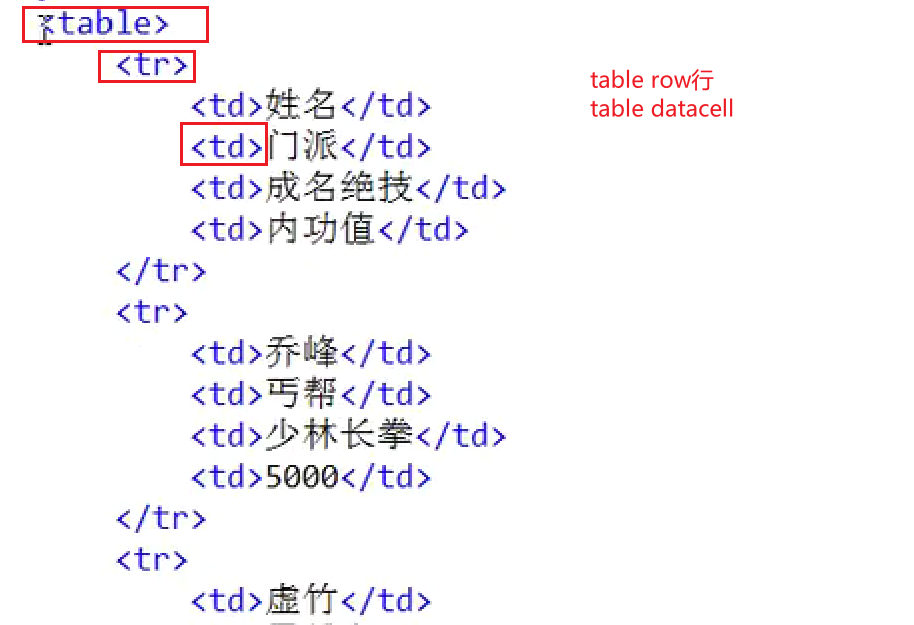 <table>
<tr>
<td>姓名</td>
<td>门派</td>
<td>成名绝技</td>
<td>内功值</td>
</tr>
<tr>
<td>乔峰</td>
<td>丐帮</td>
<td>少林长拳</td>
<td>5000</td>
</tr>
<tr>
<td>虚竹</td>
table row行
table datacell